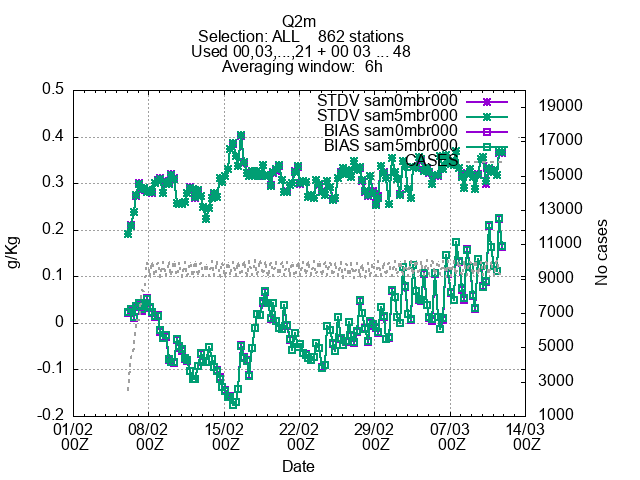 Q2m
Selection: ALL 862 stations
Used 00,03,...,21 + 00 03 ... 48
Averaging window: 6h
STDV sam0mbr000
STDV sam5mbr000
BIAS sam0mbr000
BIAS sam5mbr000
CASES
0.5
0.4
0.3
0.2
0.1
0
-0.1
-0.2
g/Kg
19000
17000
15000
13000
11000
9000
7000
5000
3000
1000
No cases
01/02 08/02 15/02 22/02 29/02 07/03 14/03
00Z 00Z 00Z 00Z 00Z 00Z 00Z
Date